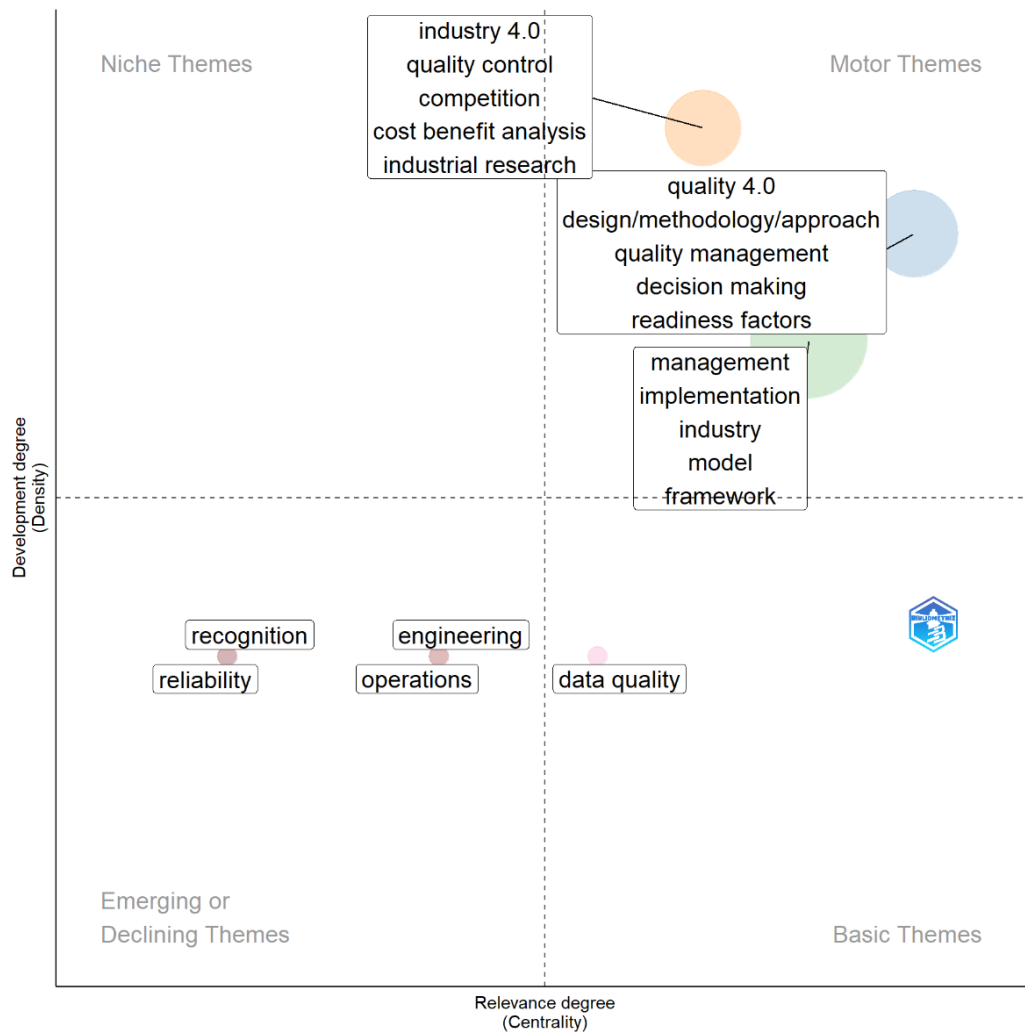 Niche Themes
Motor Themes
industry 4.0
quality control
competition
cost benefit analysis
industrial research
quality 4.0
design/methodology/approach
quality management
decision making
readiness factors
management
implementation
industry
model
framework
Development degree
(Density)
recognition
reliability
engineering
operations
data quality
BIBLIOMETRIX
Emerging or
Declining Themes
Basic Themes
Relevance degree
(Centrality)